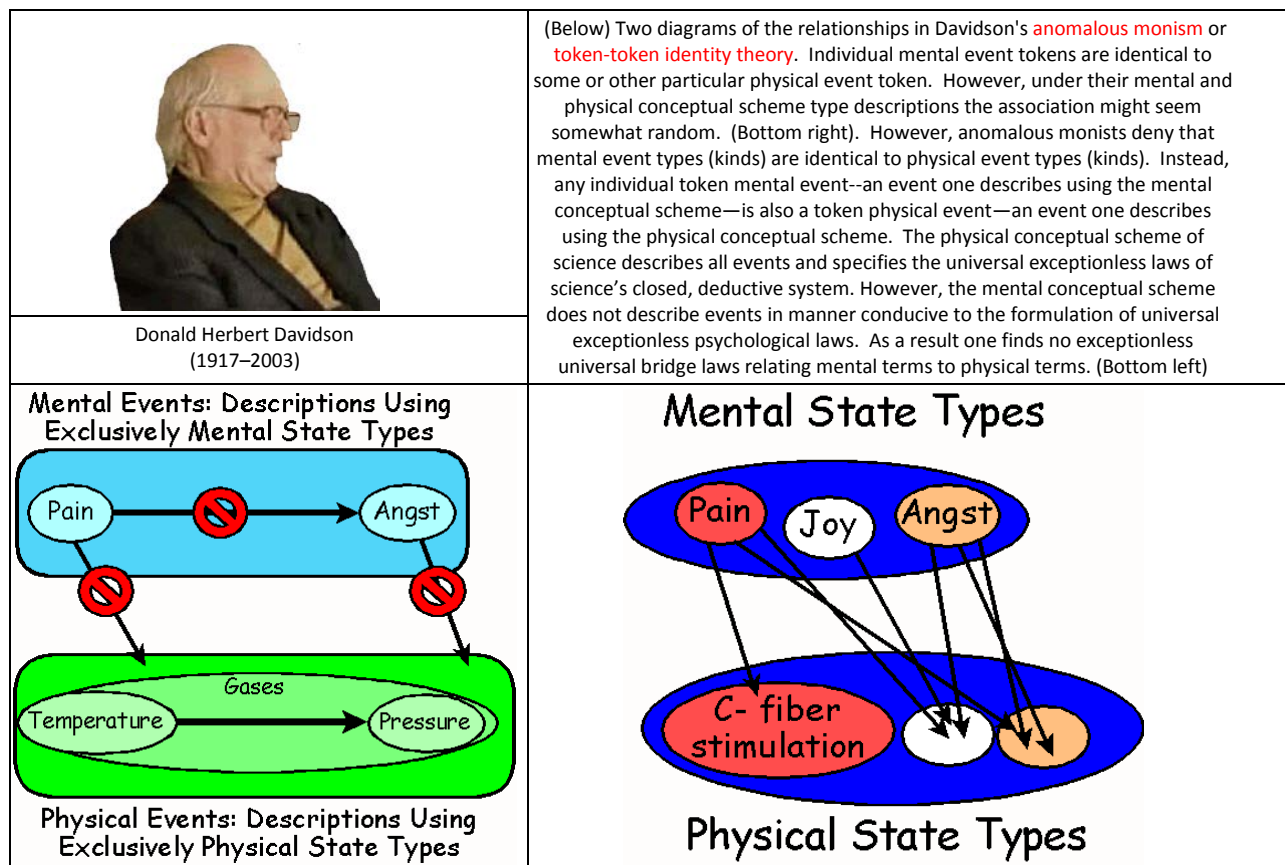 (Below) Two diagrams of the relationships in Davidson's anomalous monism or
token-token identity theory. Individual mental event tokens are identical to
some or other particular physical event token. However, under their mental and
physical conceptual scheme type descriptions the association might seem
somewhat random. (Bottom right). However, anomalous monists deny that
mental event types (kinds) are identical to physical event types (kinds). Instead,
any individual token mental event--an event one describes using the mental
conceptual scheme—is also a token physical event—an event one describes
using the physical conceptual scheme. The physical conceptual scheme of
science describes all events and specifies the universal exceptionless laws of
science’s closed, deductive system. However, the mental conceptual scheme
does not describe events in manner conducive to the formulation of universal
exceptionless psychological laws. As a result one finds no exceptionless
universal bridge laws relating mental terms to physical terms. (Bottom left)
Donald Herbert Davidson
(1917–2003)
Mental Events: Descriptions Using
Exclusively Mental State Types
Pain
Angst
Gases
Temperature
Pressure
Physical Events: Descriptions Using
Exclusively Physical State Types
Mental State Types
Pain
Joy
Angst
C- fiber
stimulation
Physical State Types